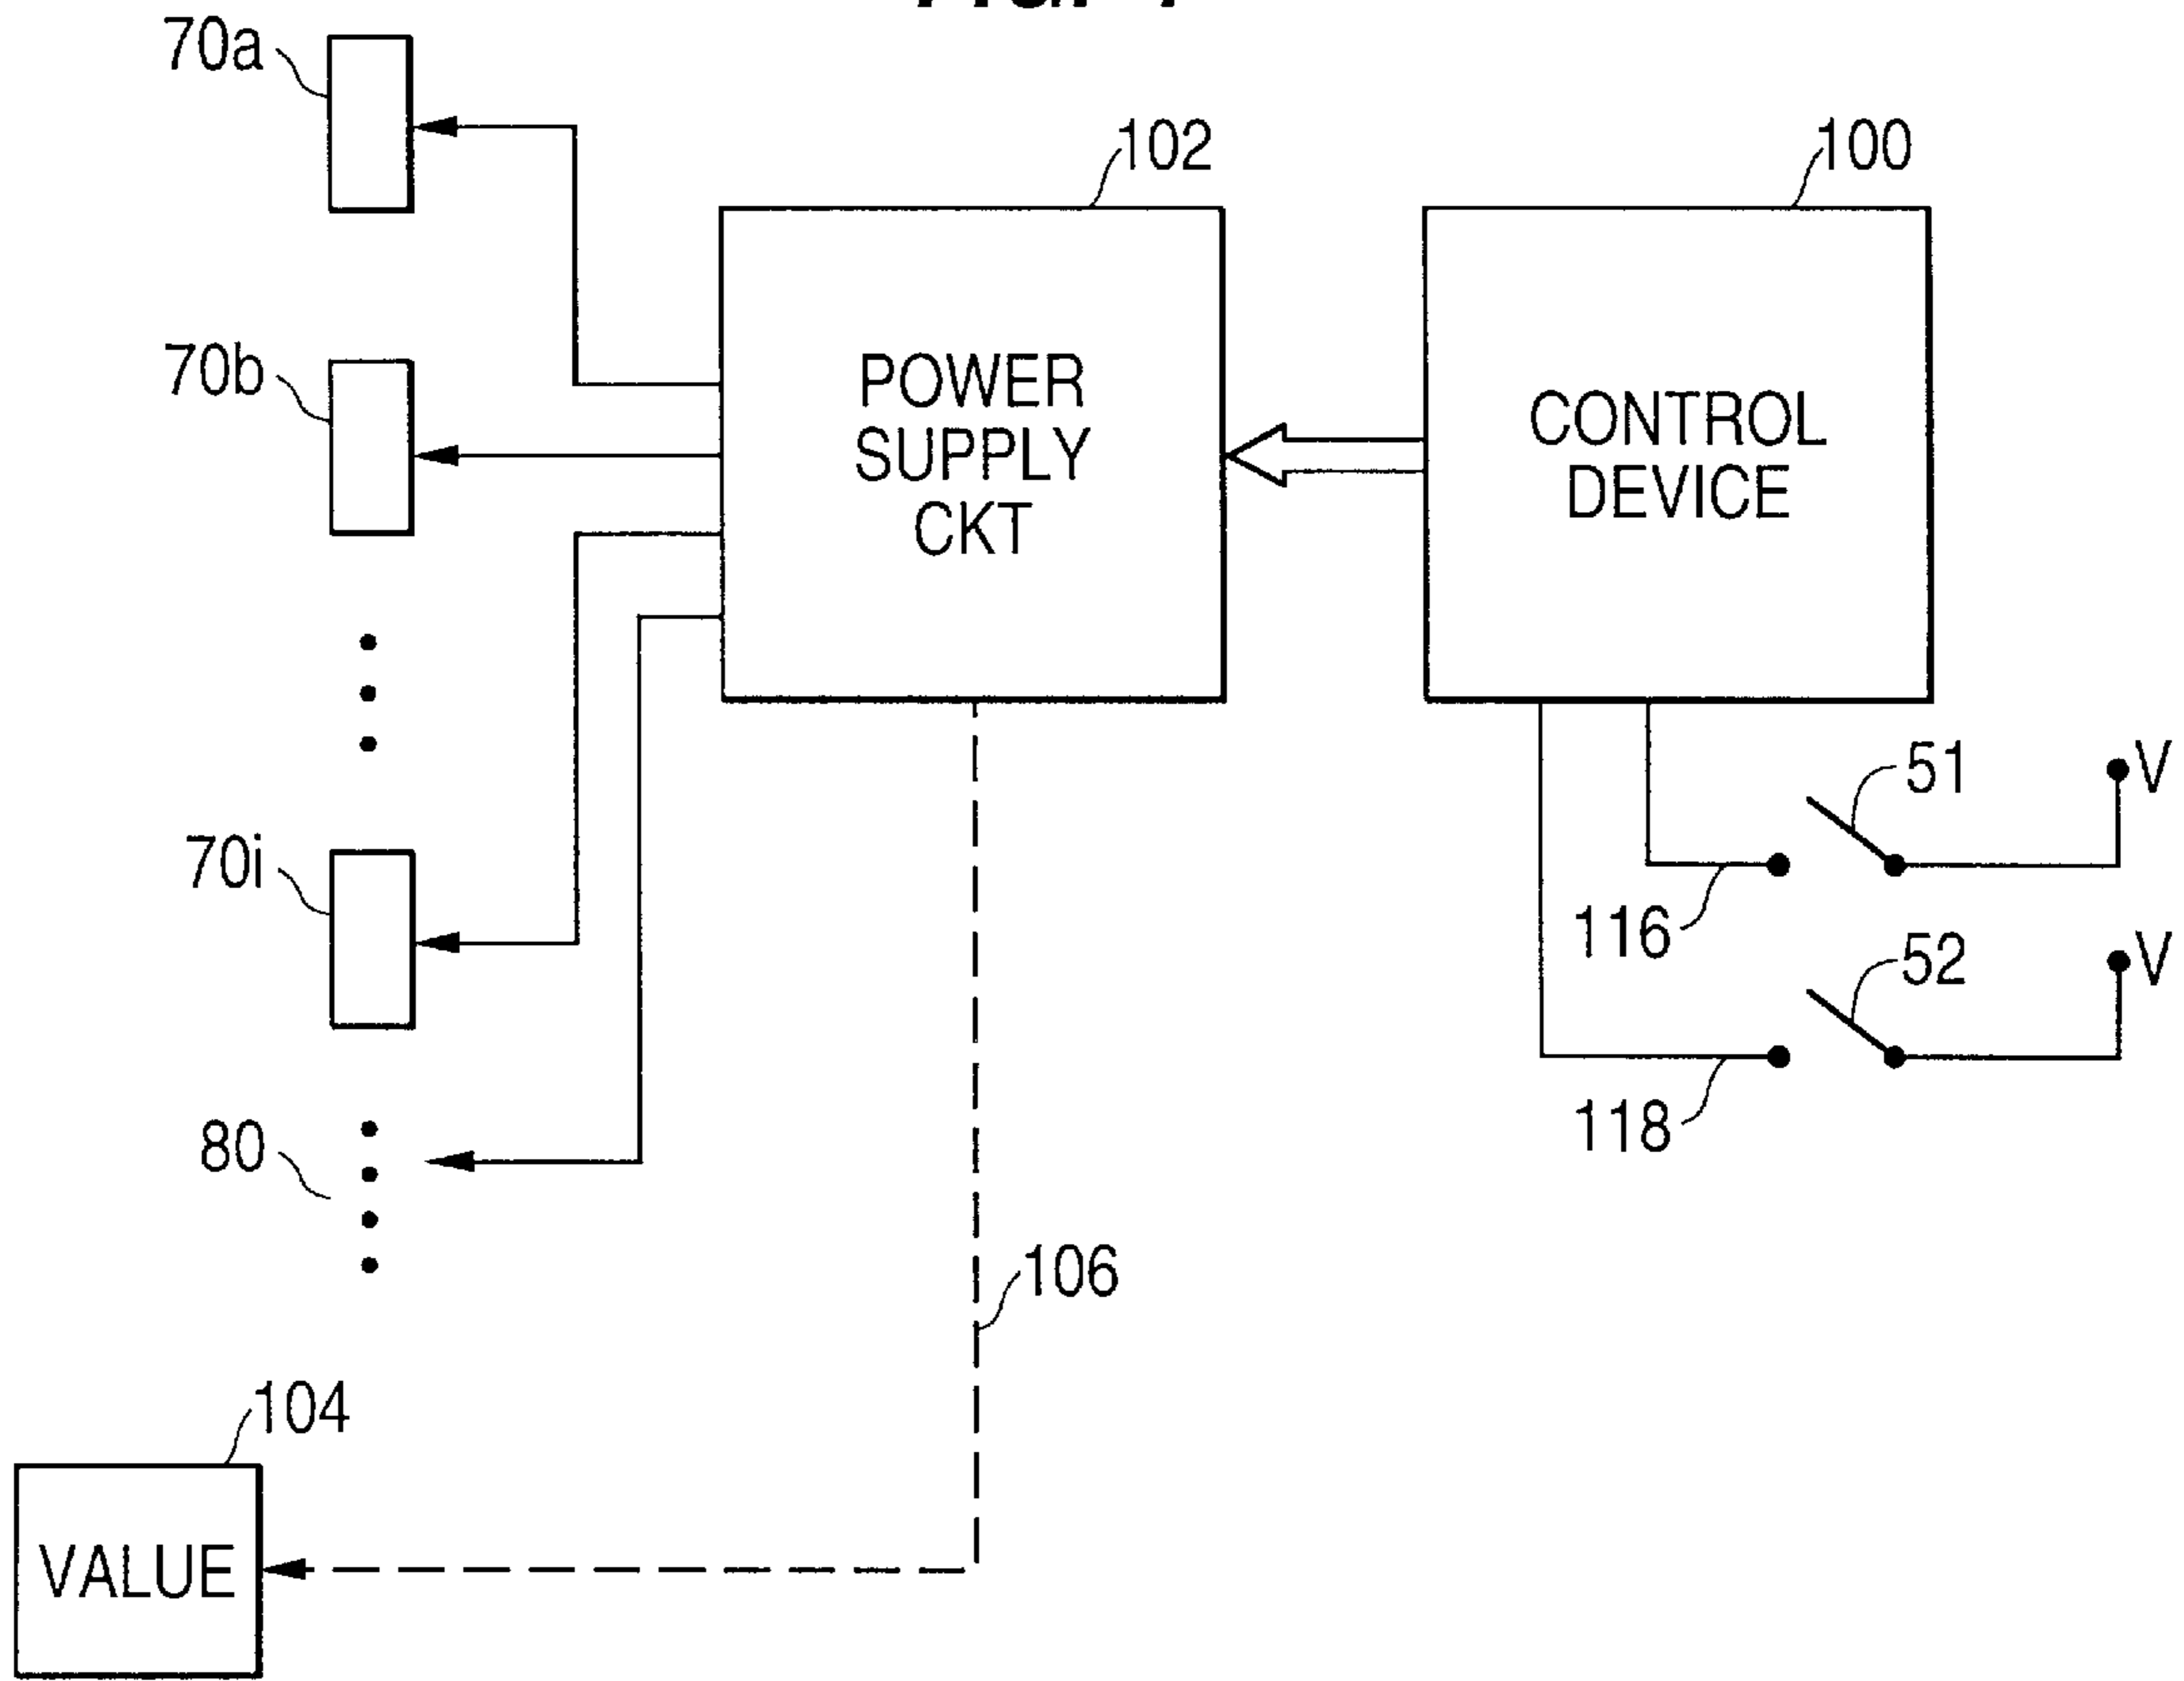 70a
102
100
70b
POWER
SUPPLY
CKT
CONTROL
DEVICE
51
V
70i
116
52
V
80
118
106
104
VALUE